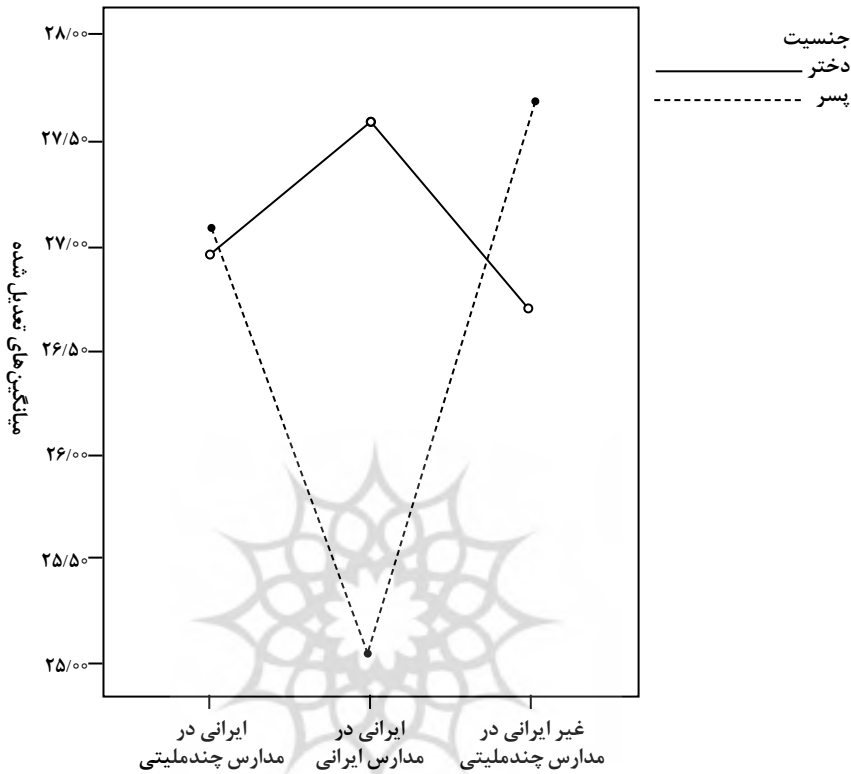 جنسیت
دختر
پسر
۲۸/۰۰
۲۷/۵۰
۲۷/۰۰
۲۶/۵۰
۲۶/۰۰
۲۵/۵۰
۲۵/۰۰
میانگین‌های تعدیل شده
ایرانی در
مدارس چندملیتی
ایرانی در
مدارس ایرانی
غیر ایرانی در
مدارس چندملیتی